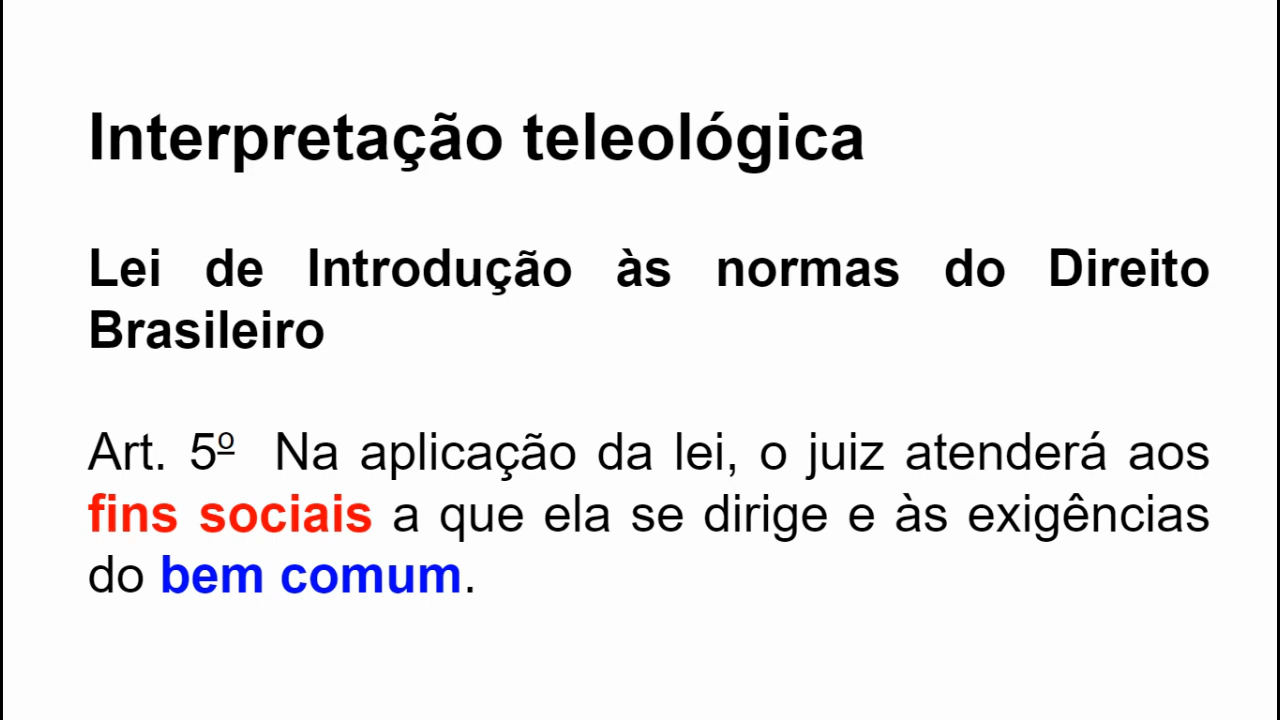 Interpretação teleológica
Lei de Introdução às normas do Direito
Brasileiro
Art. 5º Na aplicação da lei, o juiz atenderá aos
fins sociais a que ela se dirige e às exigências
do bem comum.